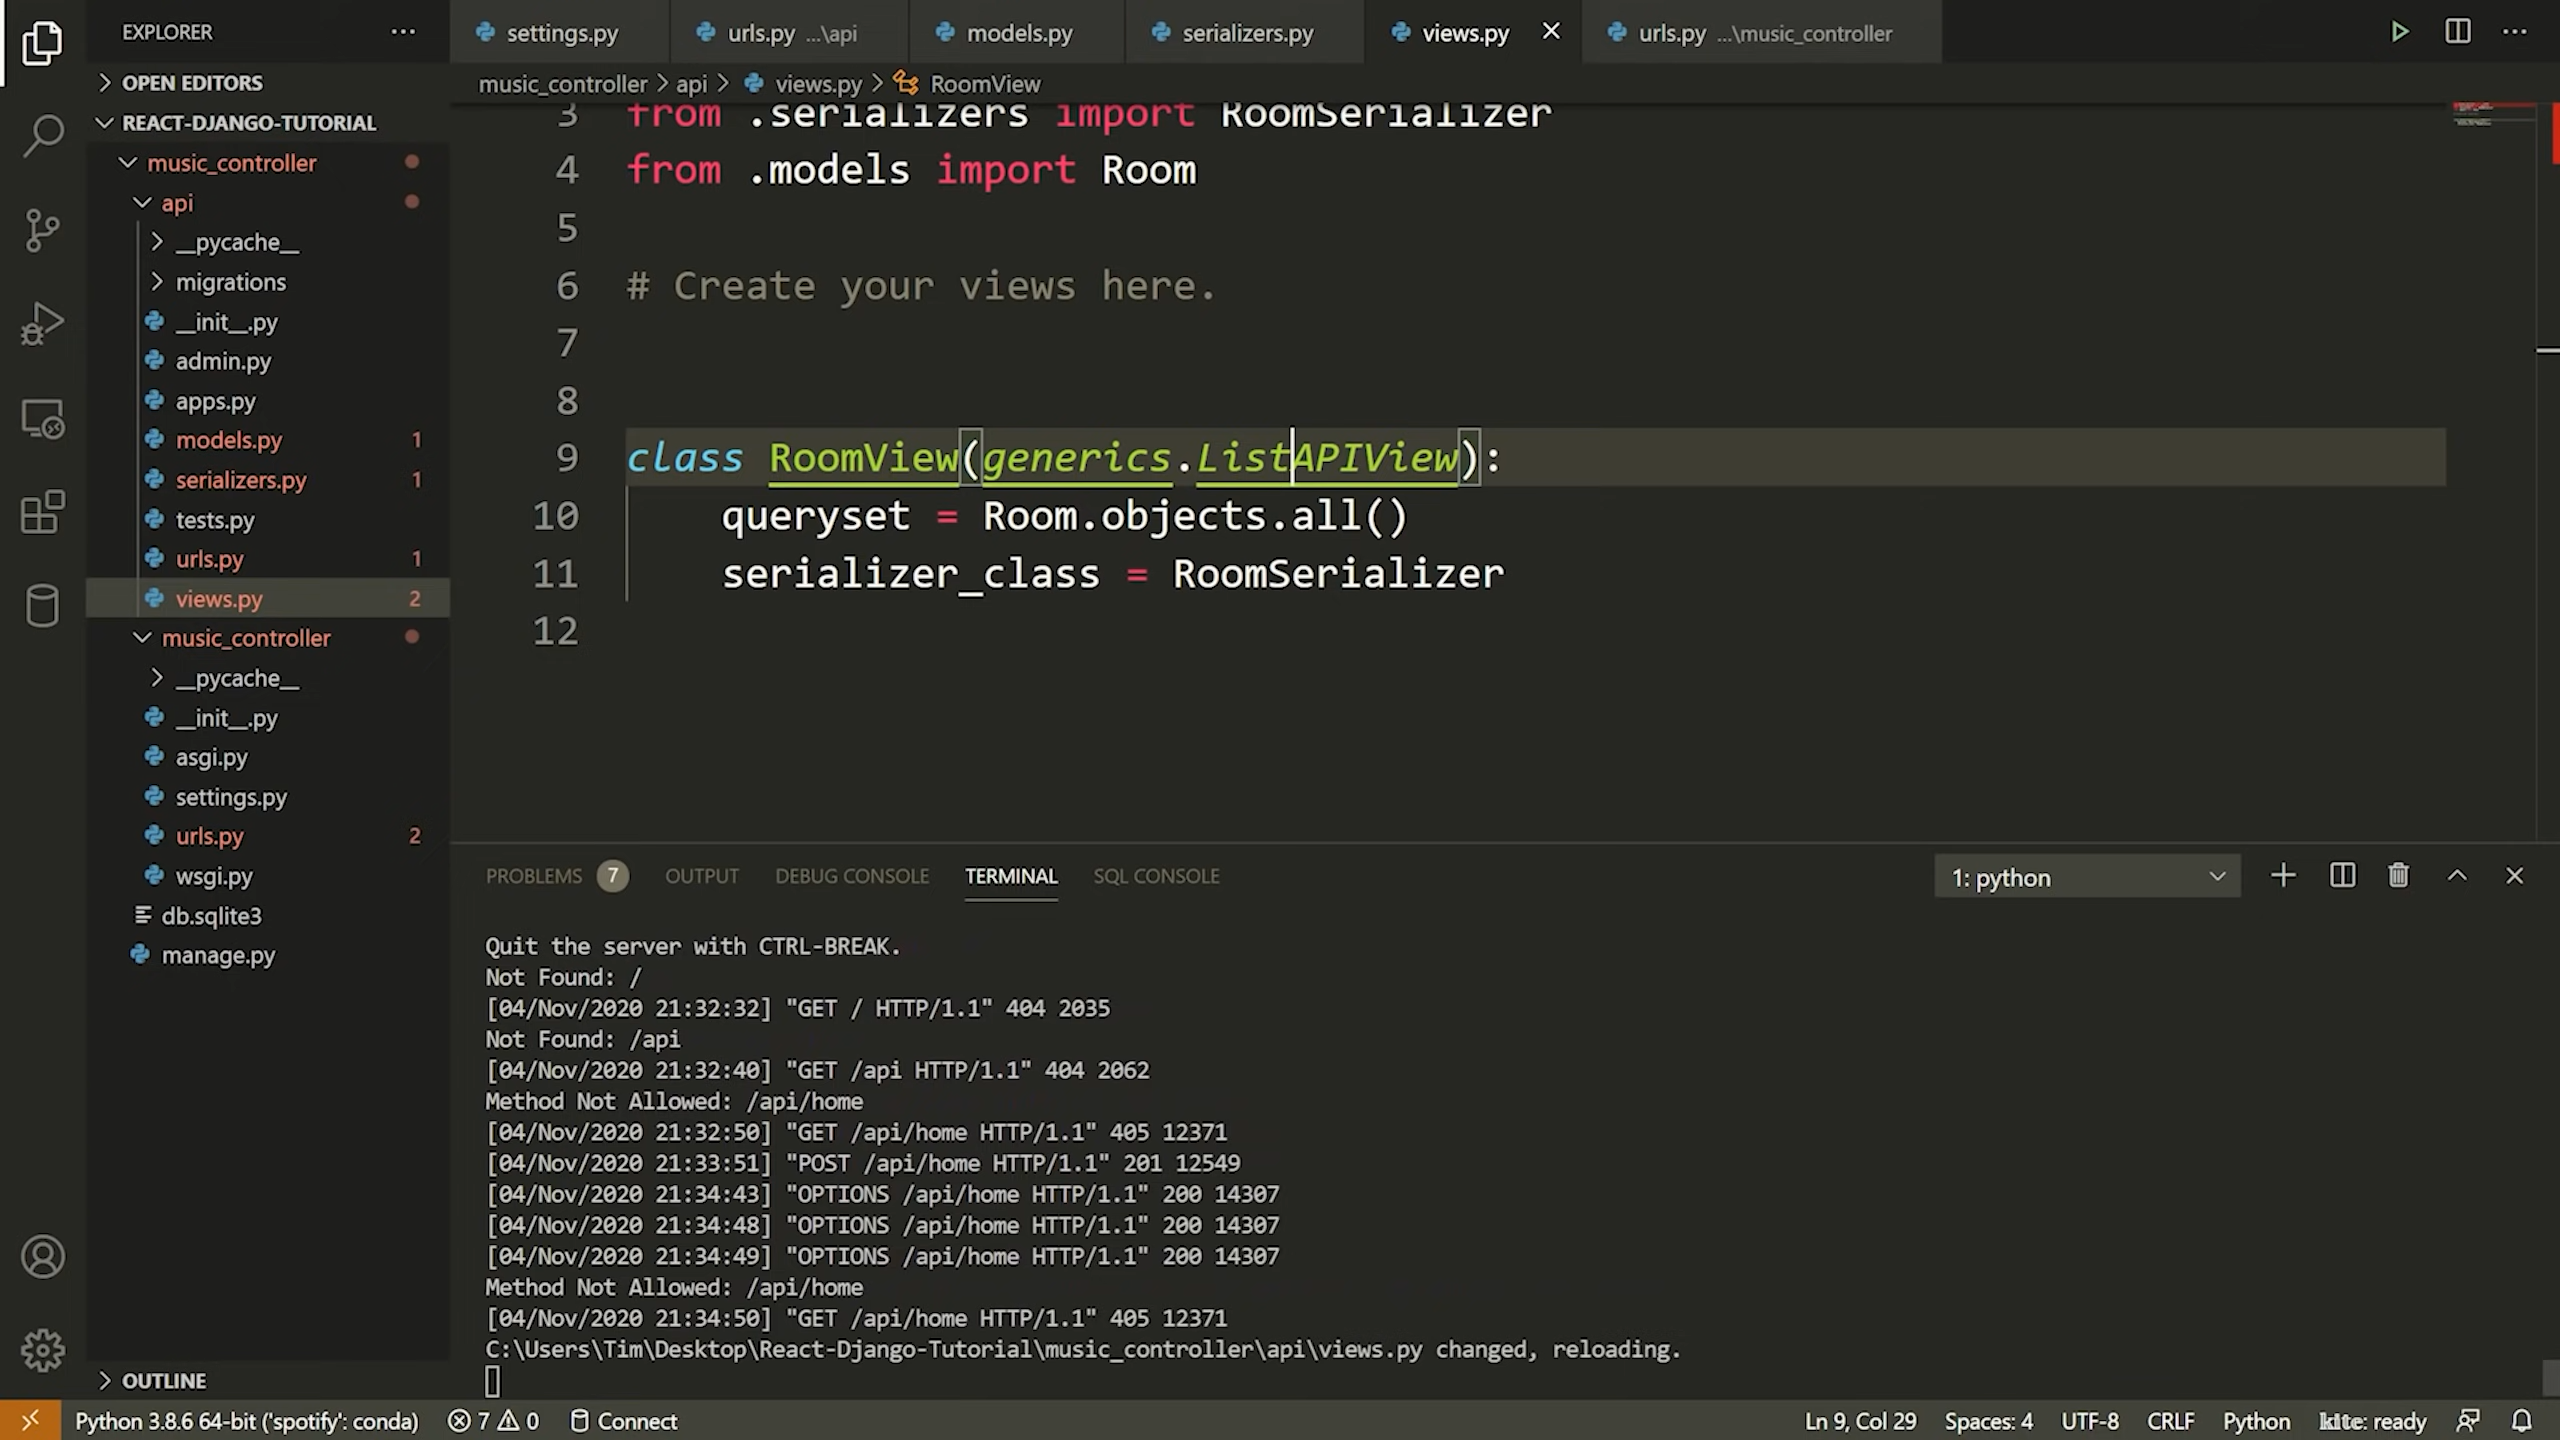 EXPLORER
settings.py
urls.py ...\api
models.py
serializers.py
views.py
urls.py ...\music_controller
OPEN EDITORS
music_controller > api > views.py > RoomView
REACT-DJANGO-TUTORIAL
music_controller
api
__pycache__
migrations
__init__.py
admin.py
apps.py
models.py 1
serializers.py 1
tests.py
urls.py 1
views.py 2
music_controller
__pycache__
__init__.py
asgi.py
settings.py
urls.py 2
wsgi.py
db.sqlite3
manage.py
OUTLINE
3 from .serializers import RoomSerializer
4 from .models import Room
5
6 # Create your views here.
7
8
9 class RoomView(generics.ListAPIView):
10 queryset = Room.objects.all()
11 serializer_class = RoomSerializer
12
PROBLEMS 7 OUTPUT DEBUG CONSOLE TERMINAL SQL CONSOLE 1: python
Quit the server with CTRL-BREAK.
Not Found: /
[04/Nov/2020 21:32:32] "GET / HTTP/1.1" 404 2035
Not Found: /api
[04/Nov/2020 21:32:40] "GET /api HTTP/1.1" 404 2062
Method Not Allowed: /api/home
[04/Nov/2020 21:32:50] "GET /api/home HTTP/1.1" 405 12371
[04/Nov/2020 21:33:51] "POST /api/home HTTP/1.1" 201 12549
[04/Nov/2020 21:34:43] "OPTIONS /api/home HTTP/1.1" 200 14307
[04/Nov/2020 21:34:48] "OPTIONS /api/home HTTP/1.1" 200 14307
[04/Nov/2020 21:34:49] "OPTIONS /api/home HTTP/1.1" 200 14307
Method Not Allowed: /api/home
[04/Nov/2020 21:34:50] "GET /api/home HTTP/1.1" 405 12371
C:\Users\Tim\Desktop\React-Django-Tutorial\music_controller\api\views.py changed, reloading.
Python 3.8.6 64-bit ('spotify': conda) 7 0 Connect Ln 9, Col 29 Spaces: 4 UTF-8 CRLF Python kite: ready